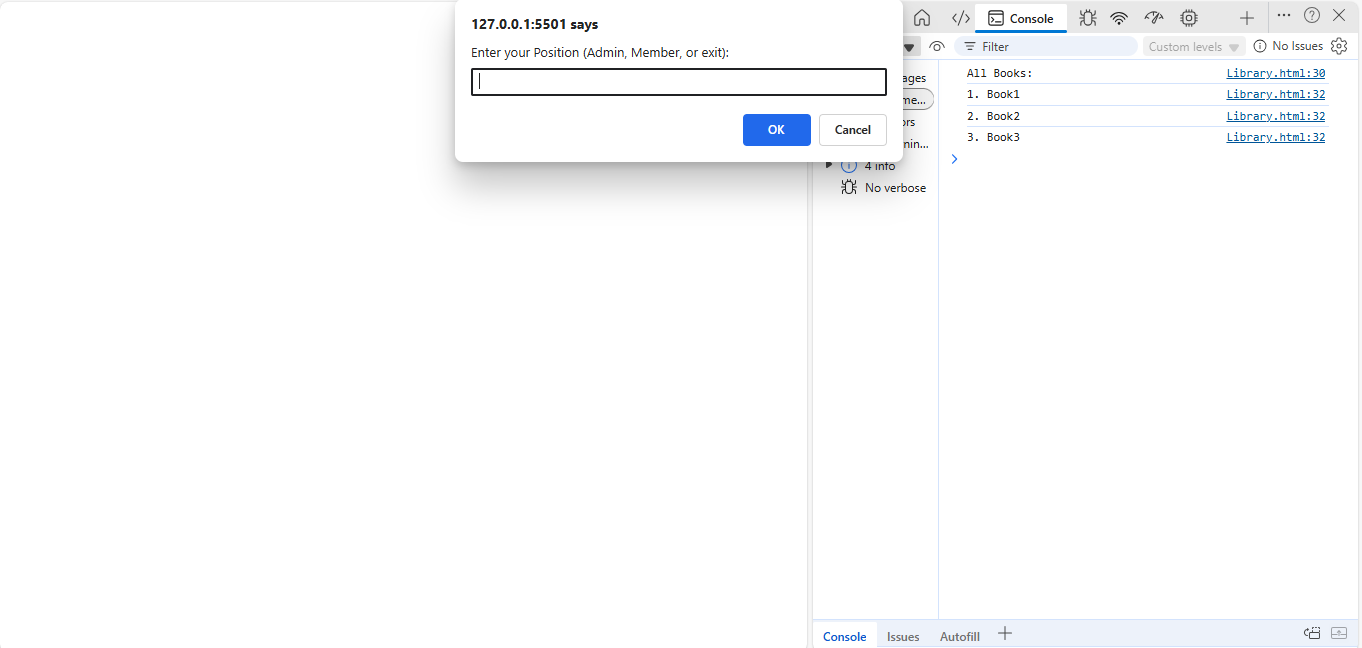 127.0.0.1:5501 says
Enter your Position (Admin, Member, or exit):
OK
Cancel
Console
Filter
Custom levels
No Issues
ages
me...
ors
nin...
4 info
No verbose
All Books: Library.html:30
1. Book1 Library.html:32
2. Book2 Library.html:32
3. Book3 Library.html:32
Console Issues Autofill